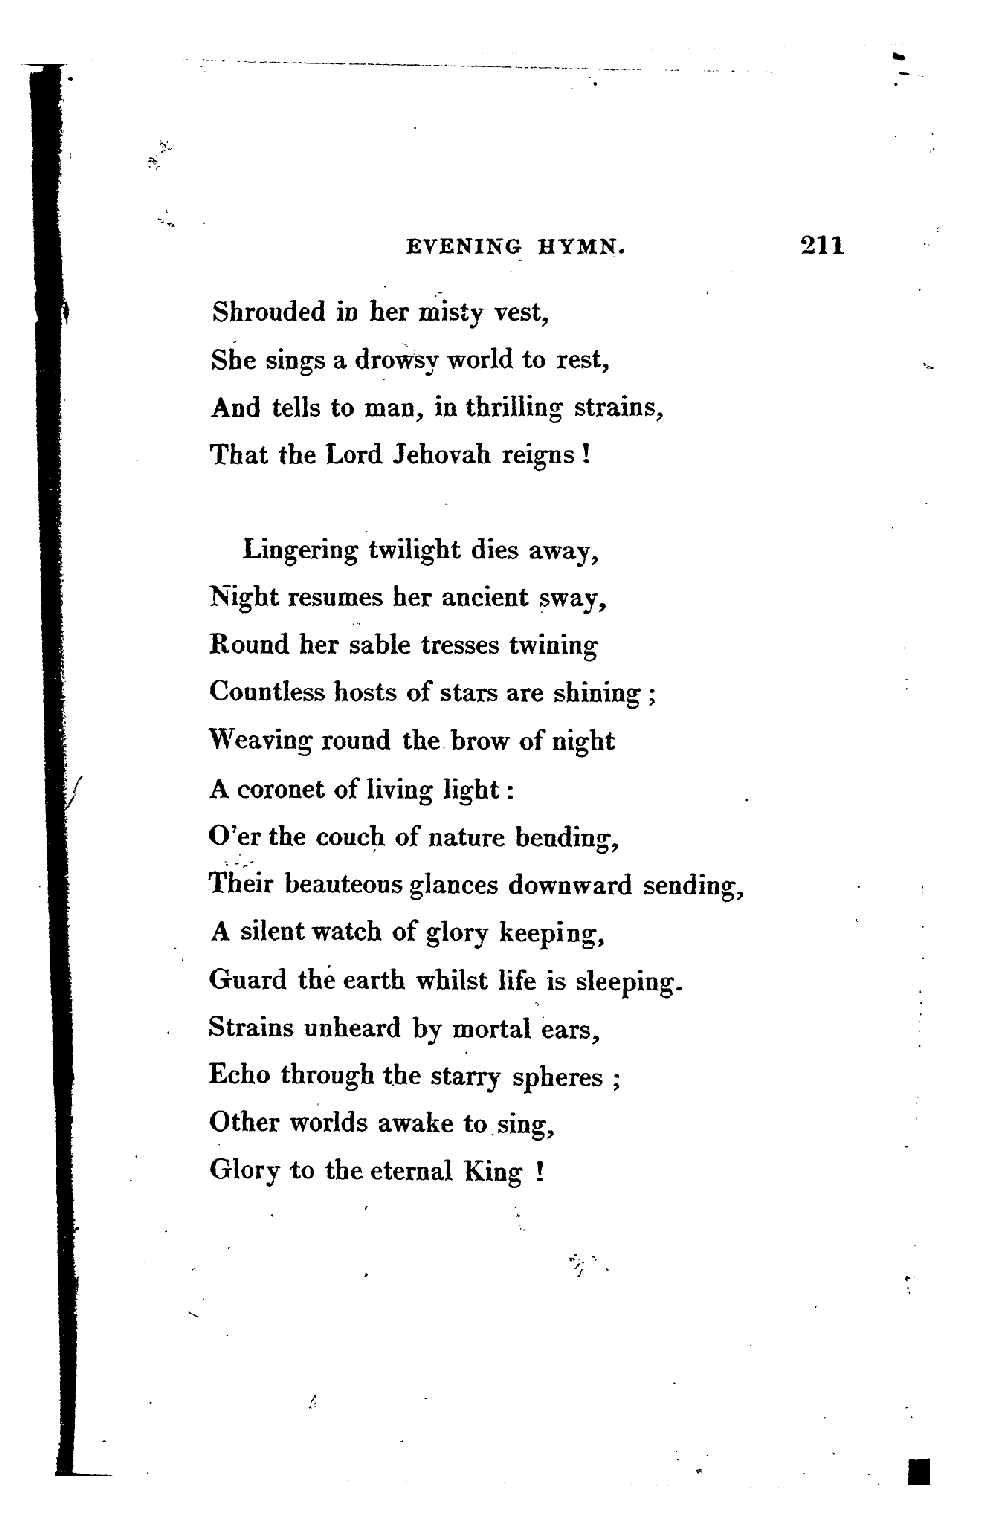 EVENING HYMN. 211
Shrouded in her misty vest,
She sings a drowsy world to rest,
And tells to man, in thrilling strains,
That the Lord Jehovah reigns !
Lingering twilight dies away,
Night resumes her ancient sway,
Round her sable tresses twining
Countless hosts of stars are shining ;
Weaving round the brow of night
A coronet of living light :
O'er the couch of nature bending,
Their beauteous glances downward sending,
A silent watch of glory keeping,
Guard the earth whilst life is sleeping.
Strains unheard by mortal ears,
Echo through the starry spheres ;
Other worlds awake to sing,
Glory to the eternal King !